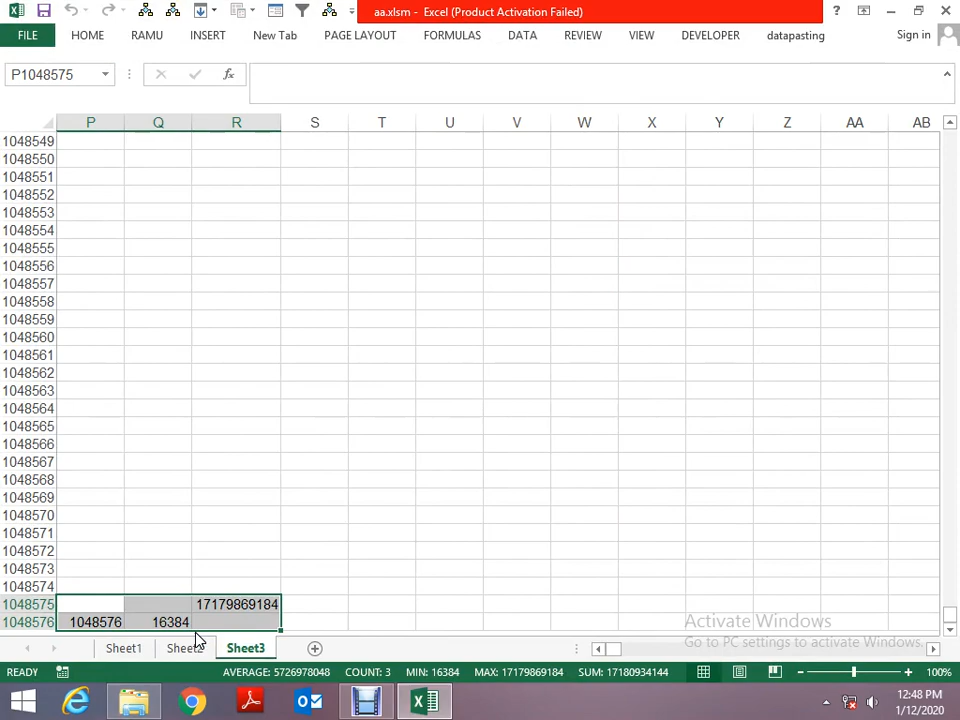 aa.xlsm - Excel (Product Activation Failed)
?
FILE HOME RAMU INSERT New Tab PAGE LAYOUT FORMULAS DATA REVIEW VIEW DEVELOPER datapasting Sign in
P1048575
fx
P Q R S T U V W X Y Z AA AB
1048549
1048550
1048551
1048552
1048553
1048554
1048555
1048556
1048557
1048558
1048559
1048560
1048561
1048562
1048563
1048564
1048565
1048566
1048567
1048568
1048569
1048570
1048571
1048572
1048573
1048574
1048575 17179869184
1048576 1048576 16384
Activate Windows
Go to PC settings to activate Windows.
Sheet1 Sheet2 Sheet3
READY AVERAGE: 5726978048 COUNT: 3 MIN: 16384 MAX: 17179869184 SUM: 17180934144 100%
12:48 PM
1/12/2020